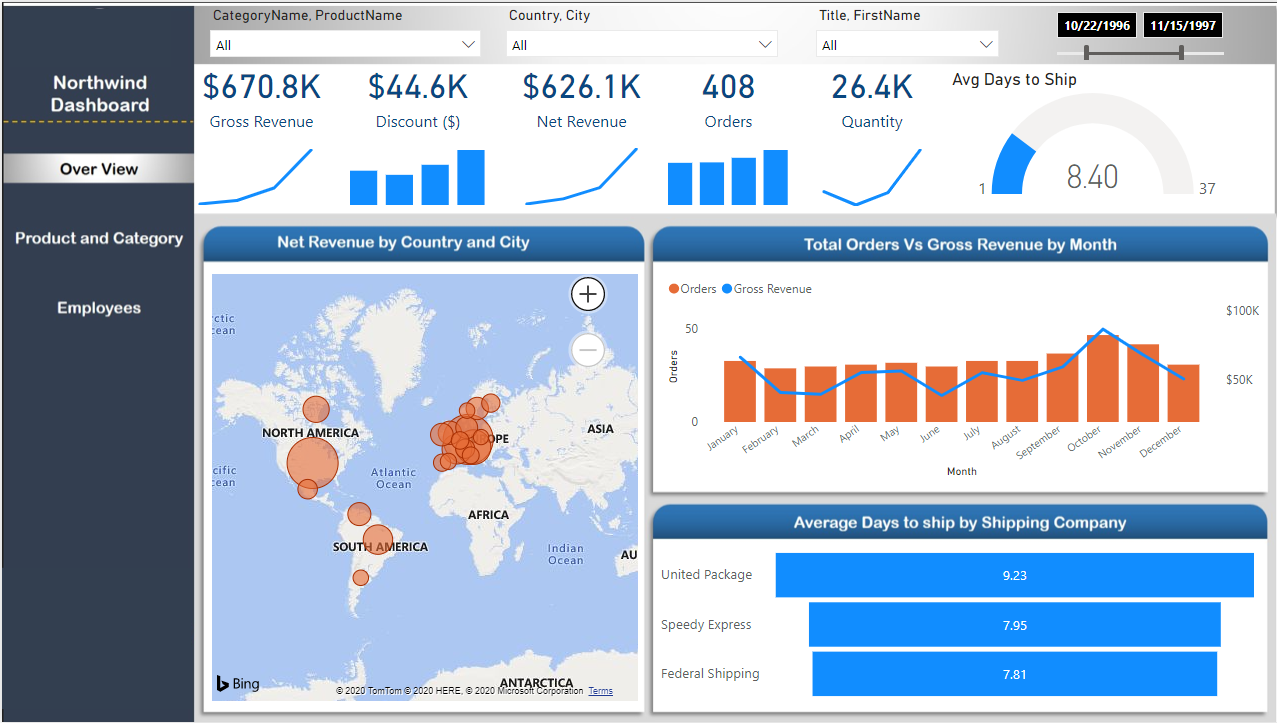 CategoryName, ProductName
Country, City
Title, FirstName
All
All
All
10/22/1996
11/15/1997
Northwind
Dashboard
Over View
Product and Category
Employees
$670.8K
Gross Revenue
$44.6K
Discount ($)
$626.1K
Net Revenue
408
Orders
26.4K
Quantity
Avg Days to Ship
8.40
1
37
Net Revenue by Country and City
ctic
cean
NORTH AMERICA
OPE
ASIA
cific
cean
Atlantic
Ocean
AFRICA
SOUTH AMERICA
Indian
Ocean
AU
ANTARCTICA
Bing
© 2020 TomTom © 2020 HERE, © 2020 Microsoft Corporation Terms
Total Orders Vs Gross Revenue by Month
Orders Gross Revenue
Orders
50
0
$100K
$50K
January
February
March
April
May
June
July
August
September
October
November
December
Month
Average Days to ship by Shipping Company
United Package
9.23
Speedy Express
7.95
Federal Shipping
7.81